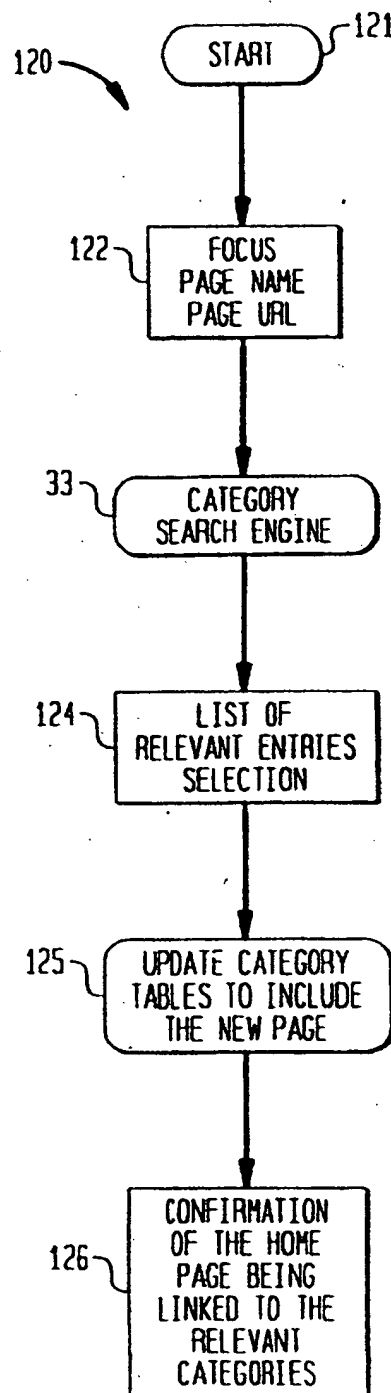 121
START
120
122
FOCUS
PAGE NAME
PAGE URL
33
CATEGORY
SEARCH ENGINE
124
LIST OF
RELEVANT ENTRIES
SELECTION
125
UPDATE CATEGORY
TABLES TO INCLUDE
THE NEW PAGE
126
CONFIRMATION
OF THE HOME
PAGE BEING
LINKED TO THE
RELEVANT
CATEGORIES